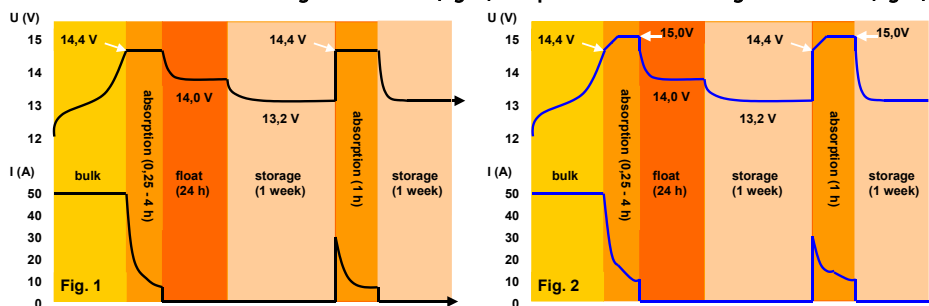 U (V)
15
14
13
12
I (A)
50
40
30
20
10
0
14,4 V
14,0 V
13,2 V
14,4 V
bulk
absorption (0,25 - 4 h)
float
(24 h)
storage
(1 week)
absorption (1 h)
storage
(1 week)
Fig. 1
U (V)
15
14
13
12
I (A)
50
40
30
20
10
0
14,4 V
15,0V
14,0 V
13,2 V
14,4 V
15,0V
bulk
absorption (0,25 - 4 h)
float
(24 h)
storage
(1 week)
absorption (1 h)
storage
(1 week)
Fig. 2